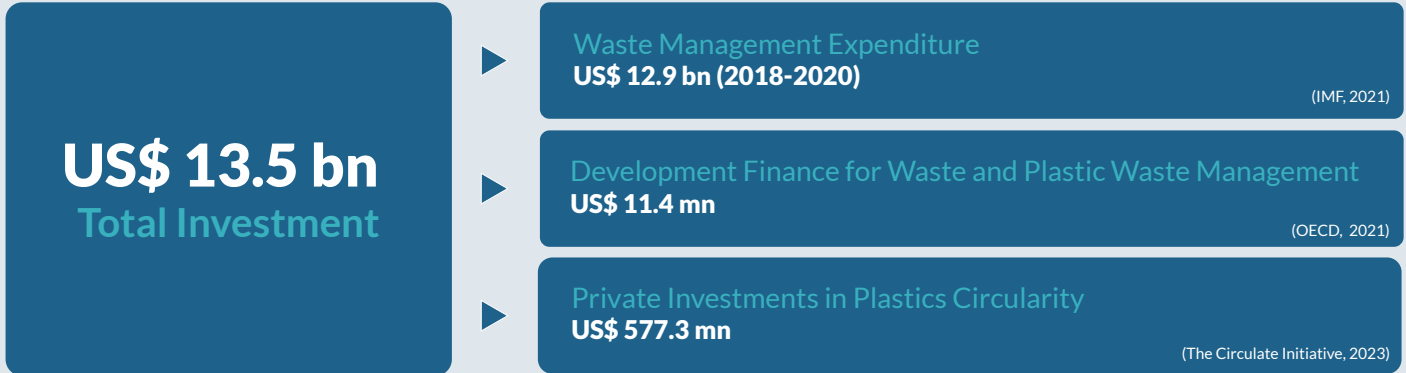 US$ 13.5 bn
Total Investment
Waste Management Expenditure
US$ 12.9 bn (2018-2020)
(IMF, 2021)
Development Finance for Waste and Plastic Waste Management
US$ 11.4 mn
(OECD, 2021)
Private Investments in Plastics Circularity
US$ 577.3 mn
(The Circulate Initiative, 2023)